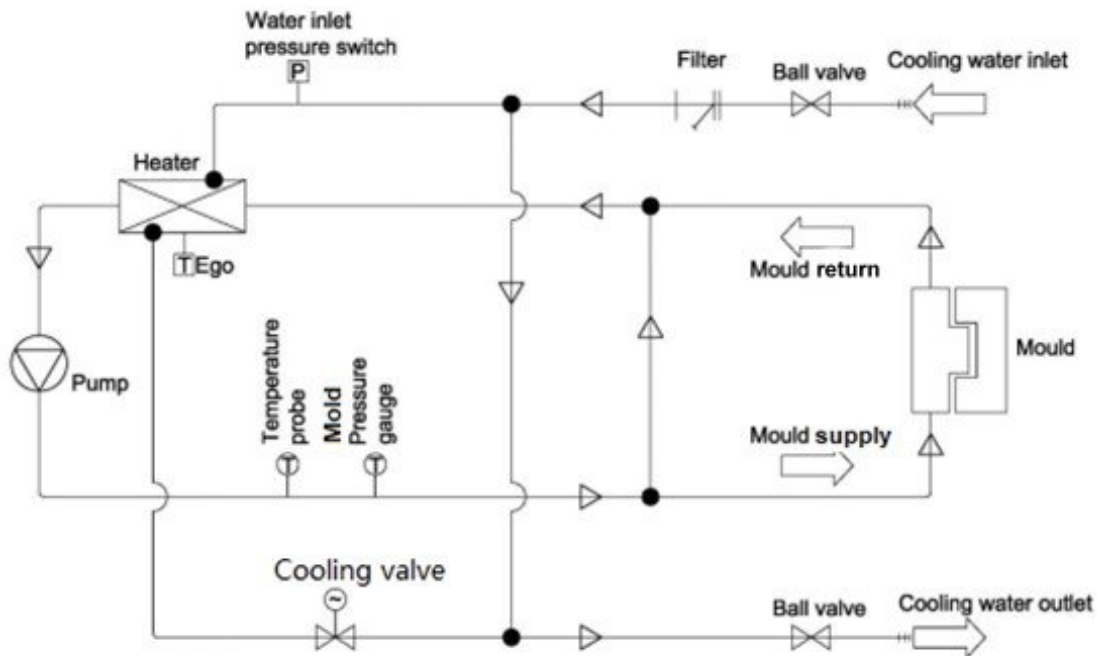 Water inlet
pressure switch
P
Filter
Ball valve
Cooling water inlet
Heater
T Ego
Mould return
Mould
Pump
Temperature
probe
Mold
Pressure
gauge
T
T
Mould supply
Cooling valve
~
Ball valve
Cooling water outlet